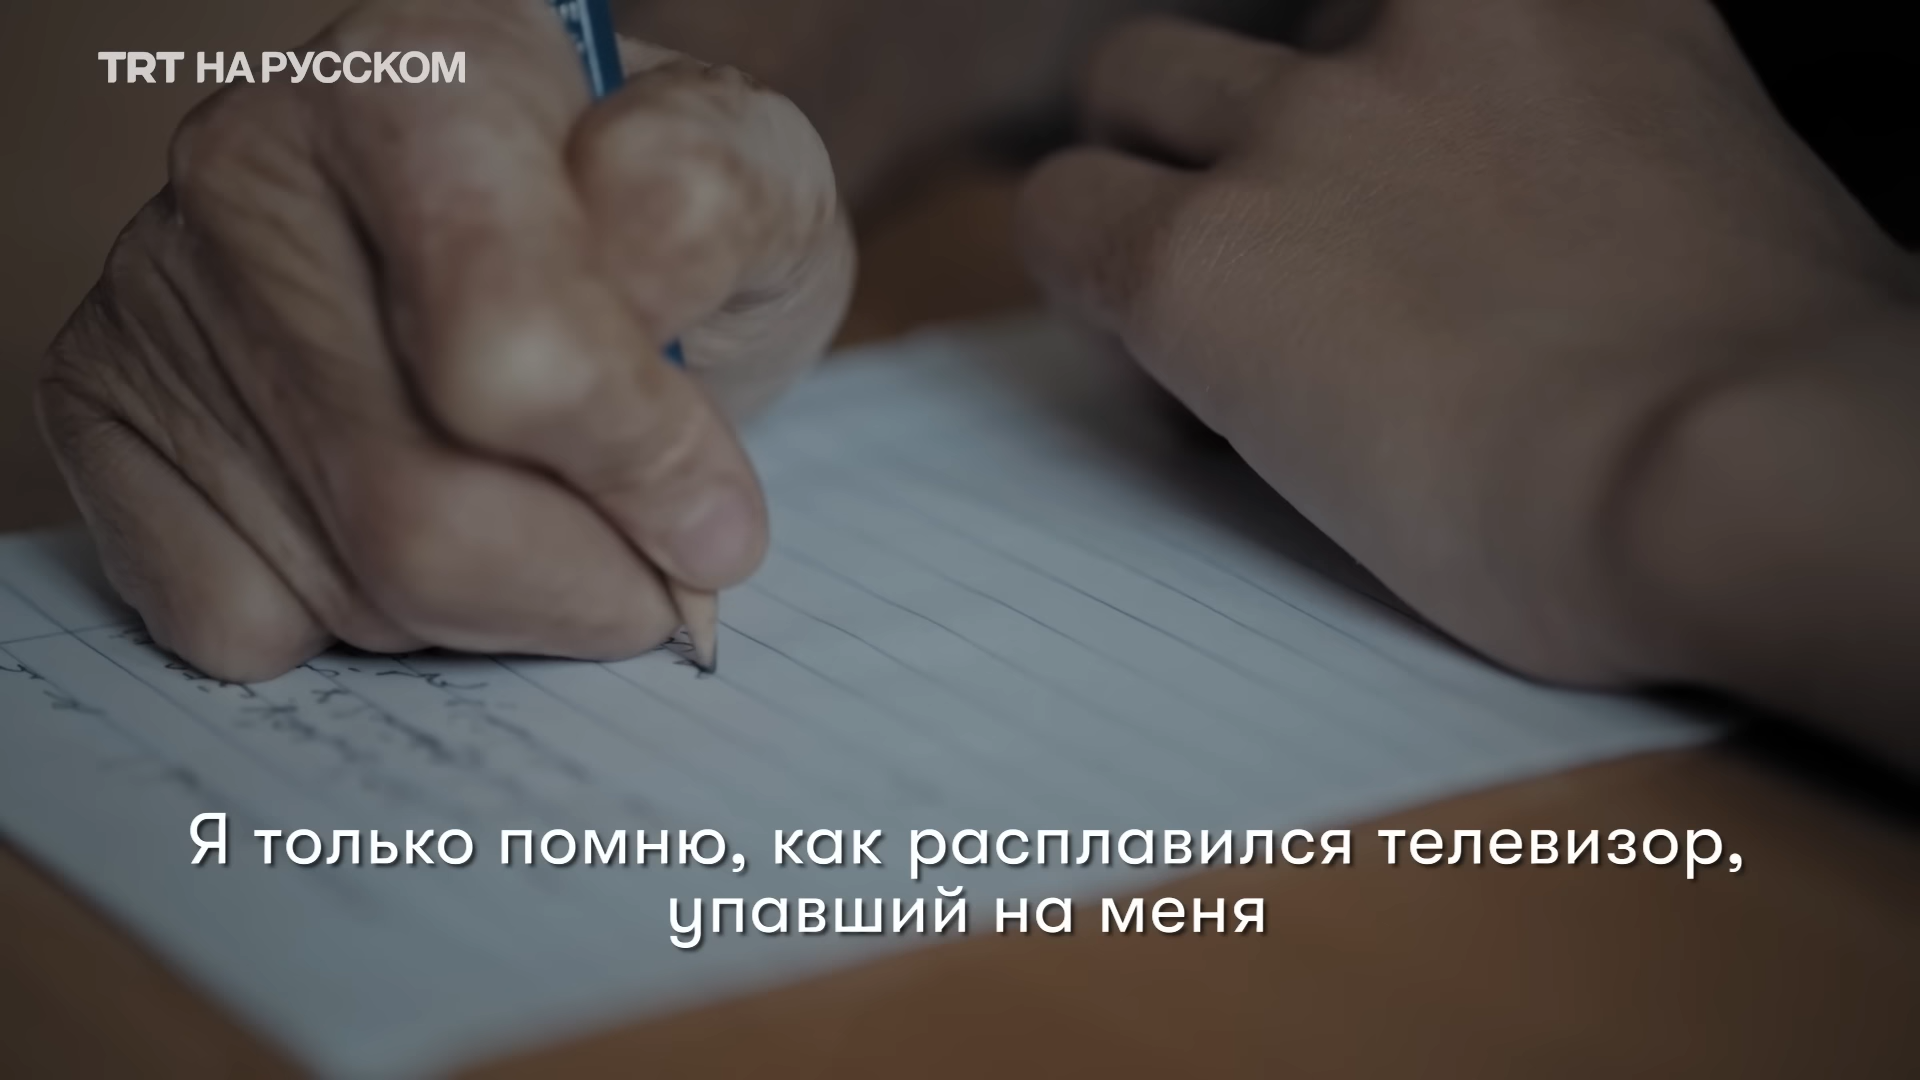 TRT НА РУССКОМ
Я только помню, как расплавился телевизор,
упавший на меня